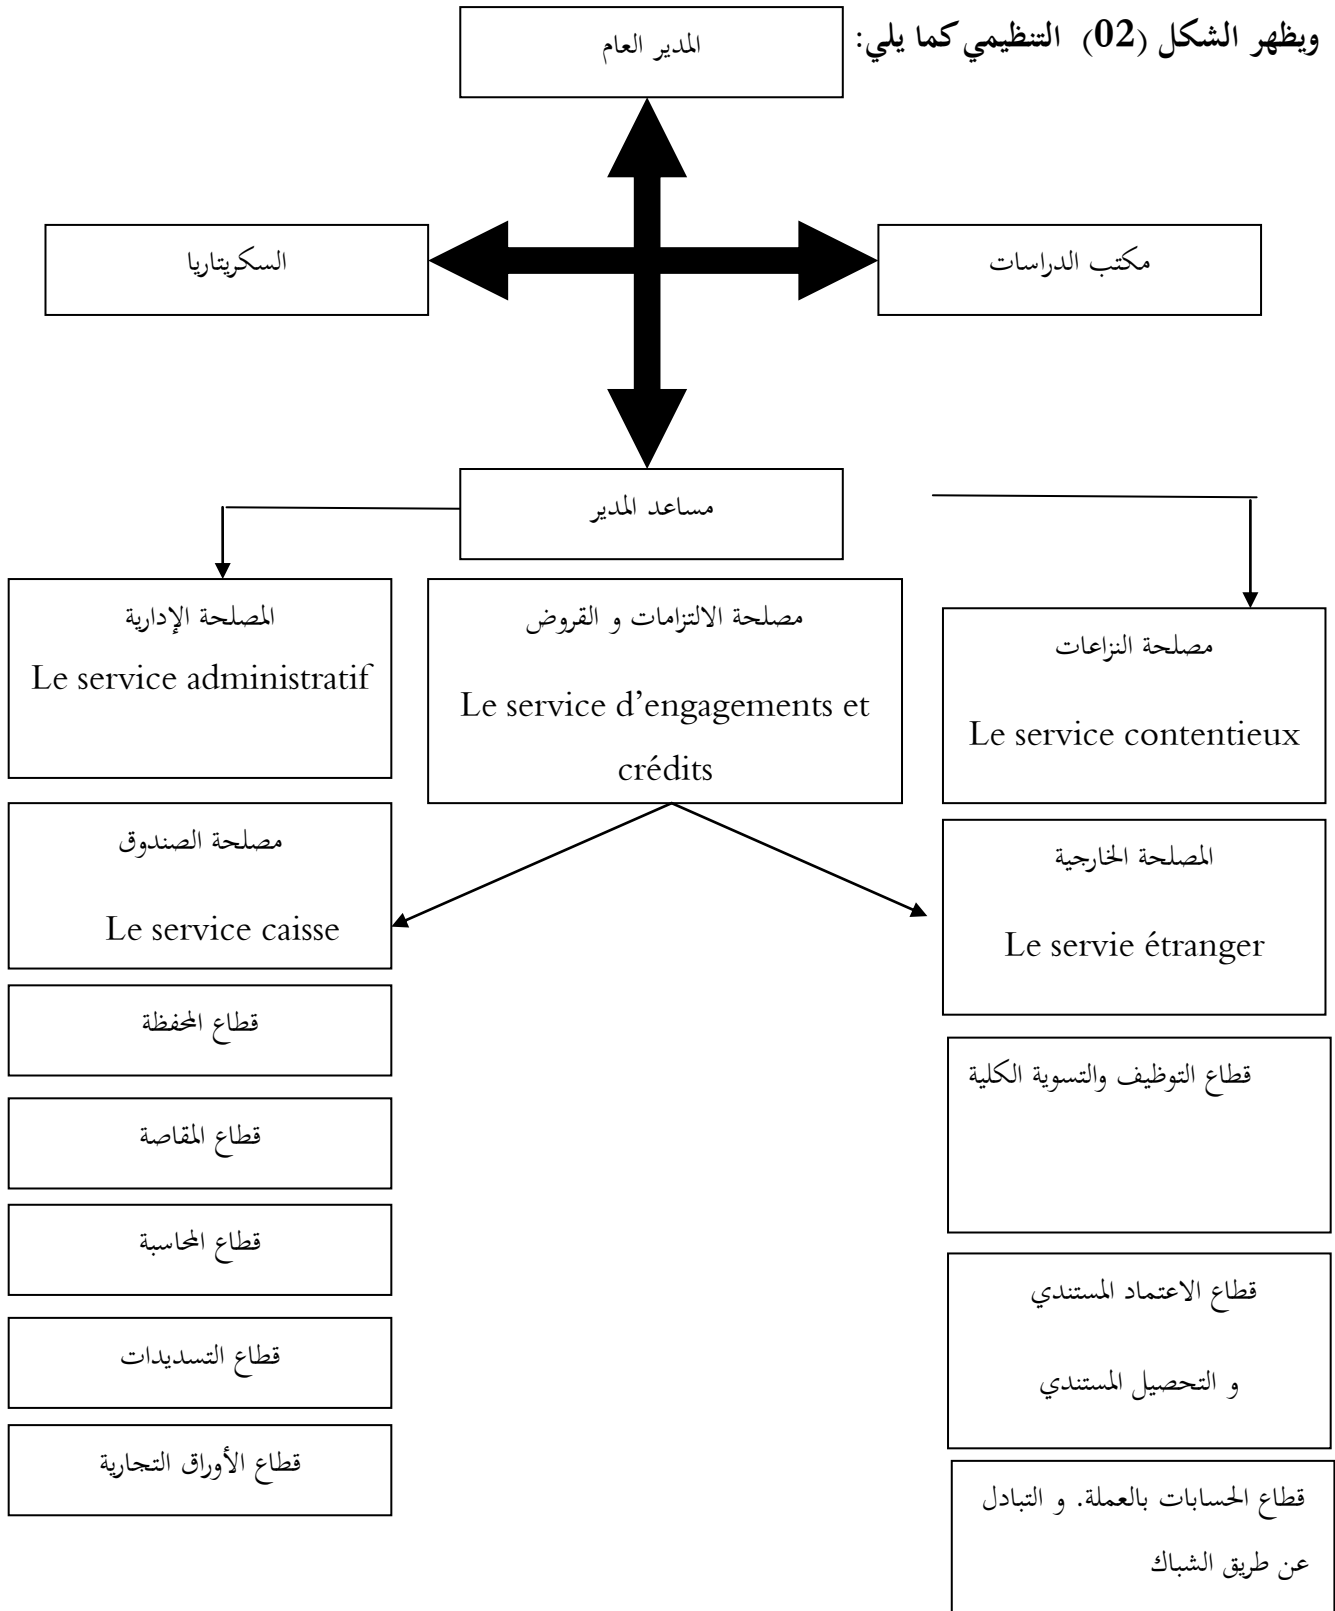 ويظهر الشكل (02) التنظيمي كما يلي:
المدير العام
مكتب الدراسات
السكريتاريا
مساعد المدير
مصلحة النزاعات
Le service contentieux
مصلحة الالتزامات و القروض
Le service d’engagements et
crédits
المصلحة الإدارية
Le service administratif
المصلحة الخارجية
Le servie étranger
مصلحة الصندوق
Le service caisse
قطاع التوظيف والتسوية الكلية
قطاع الاعتماد المستندي
و التحصيل المستندي
قطاع الحسابات بالعملة. و التبادل
عن طريق الشباك
قطاع المحفظة
قطاع المقاصة
قطاع المحاسبة
قطاع التسديدات
قطاع الأوراق التجارية